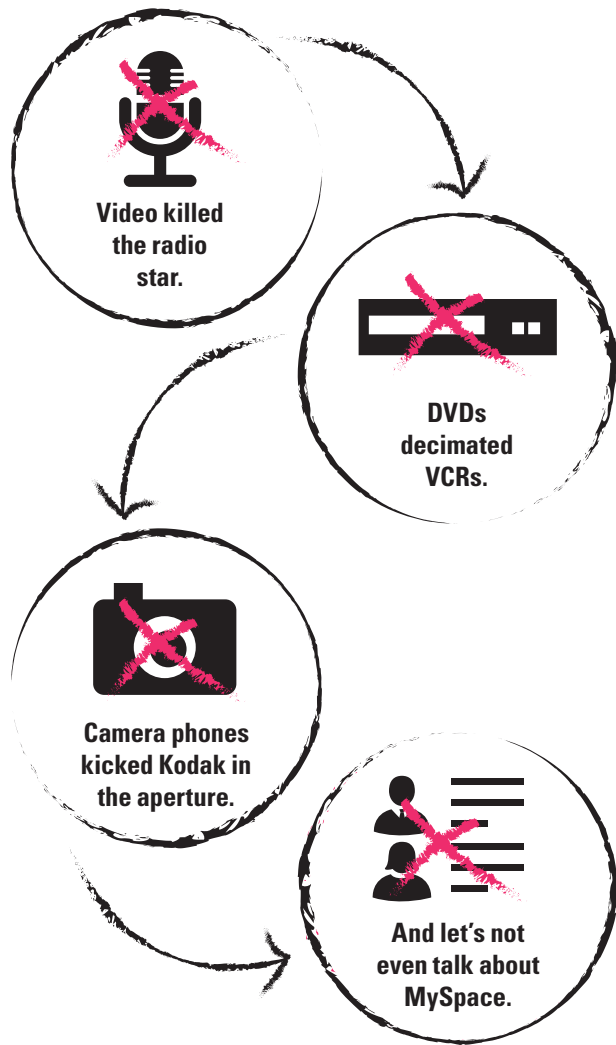 Video killed
the radio
star.
DVDs
decimated
VCRs.
Camera phones
kicked Kodak in
the aperture.
And let's not
even talk about
MySpace.